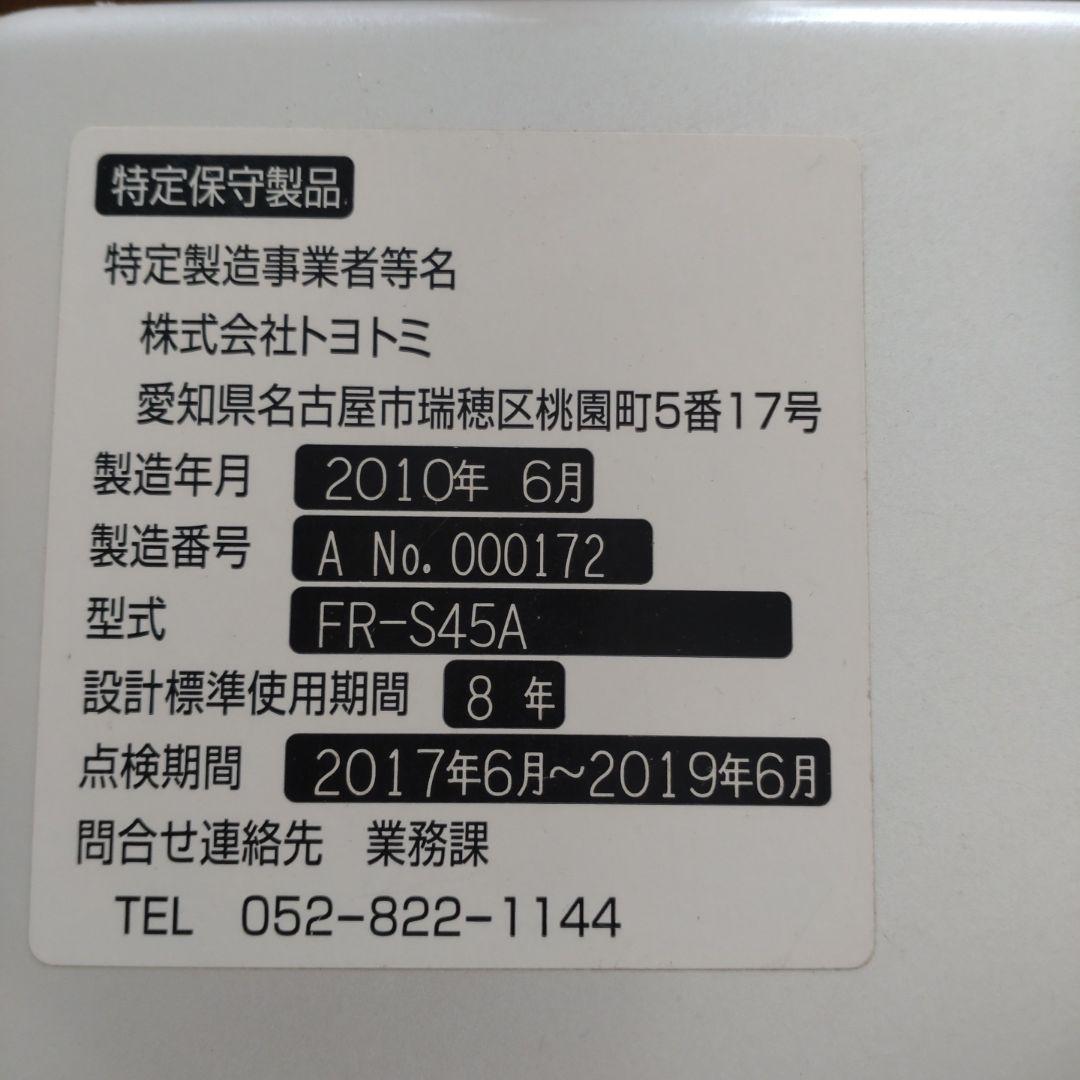 特定保守製品
特定製造事業者等名
株式会社トヨトミ
愛知県名古屋市瑞穂区桃園町5番17号
製造年月 2010年 6月
製造番号 A No. 000172
型式 FR-S45A
設計標準使用期間 8 年
点検期間 2017年6月～2019年6月
問合せ連絡先 業務課
TEL 052-822-1144